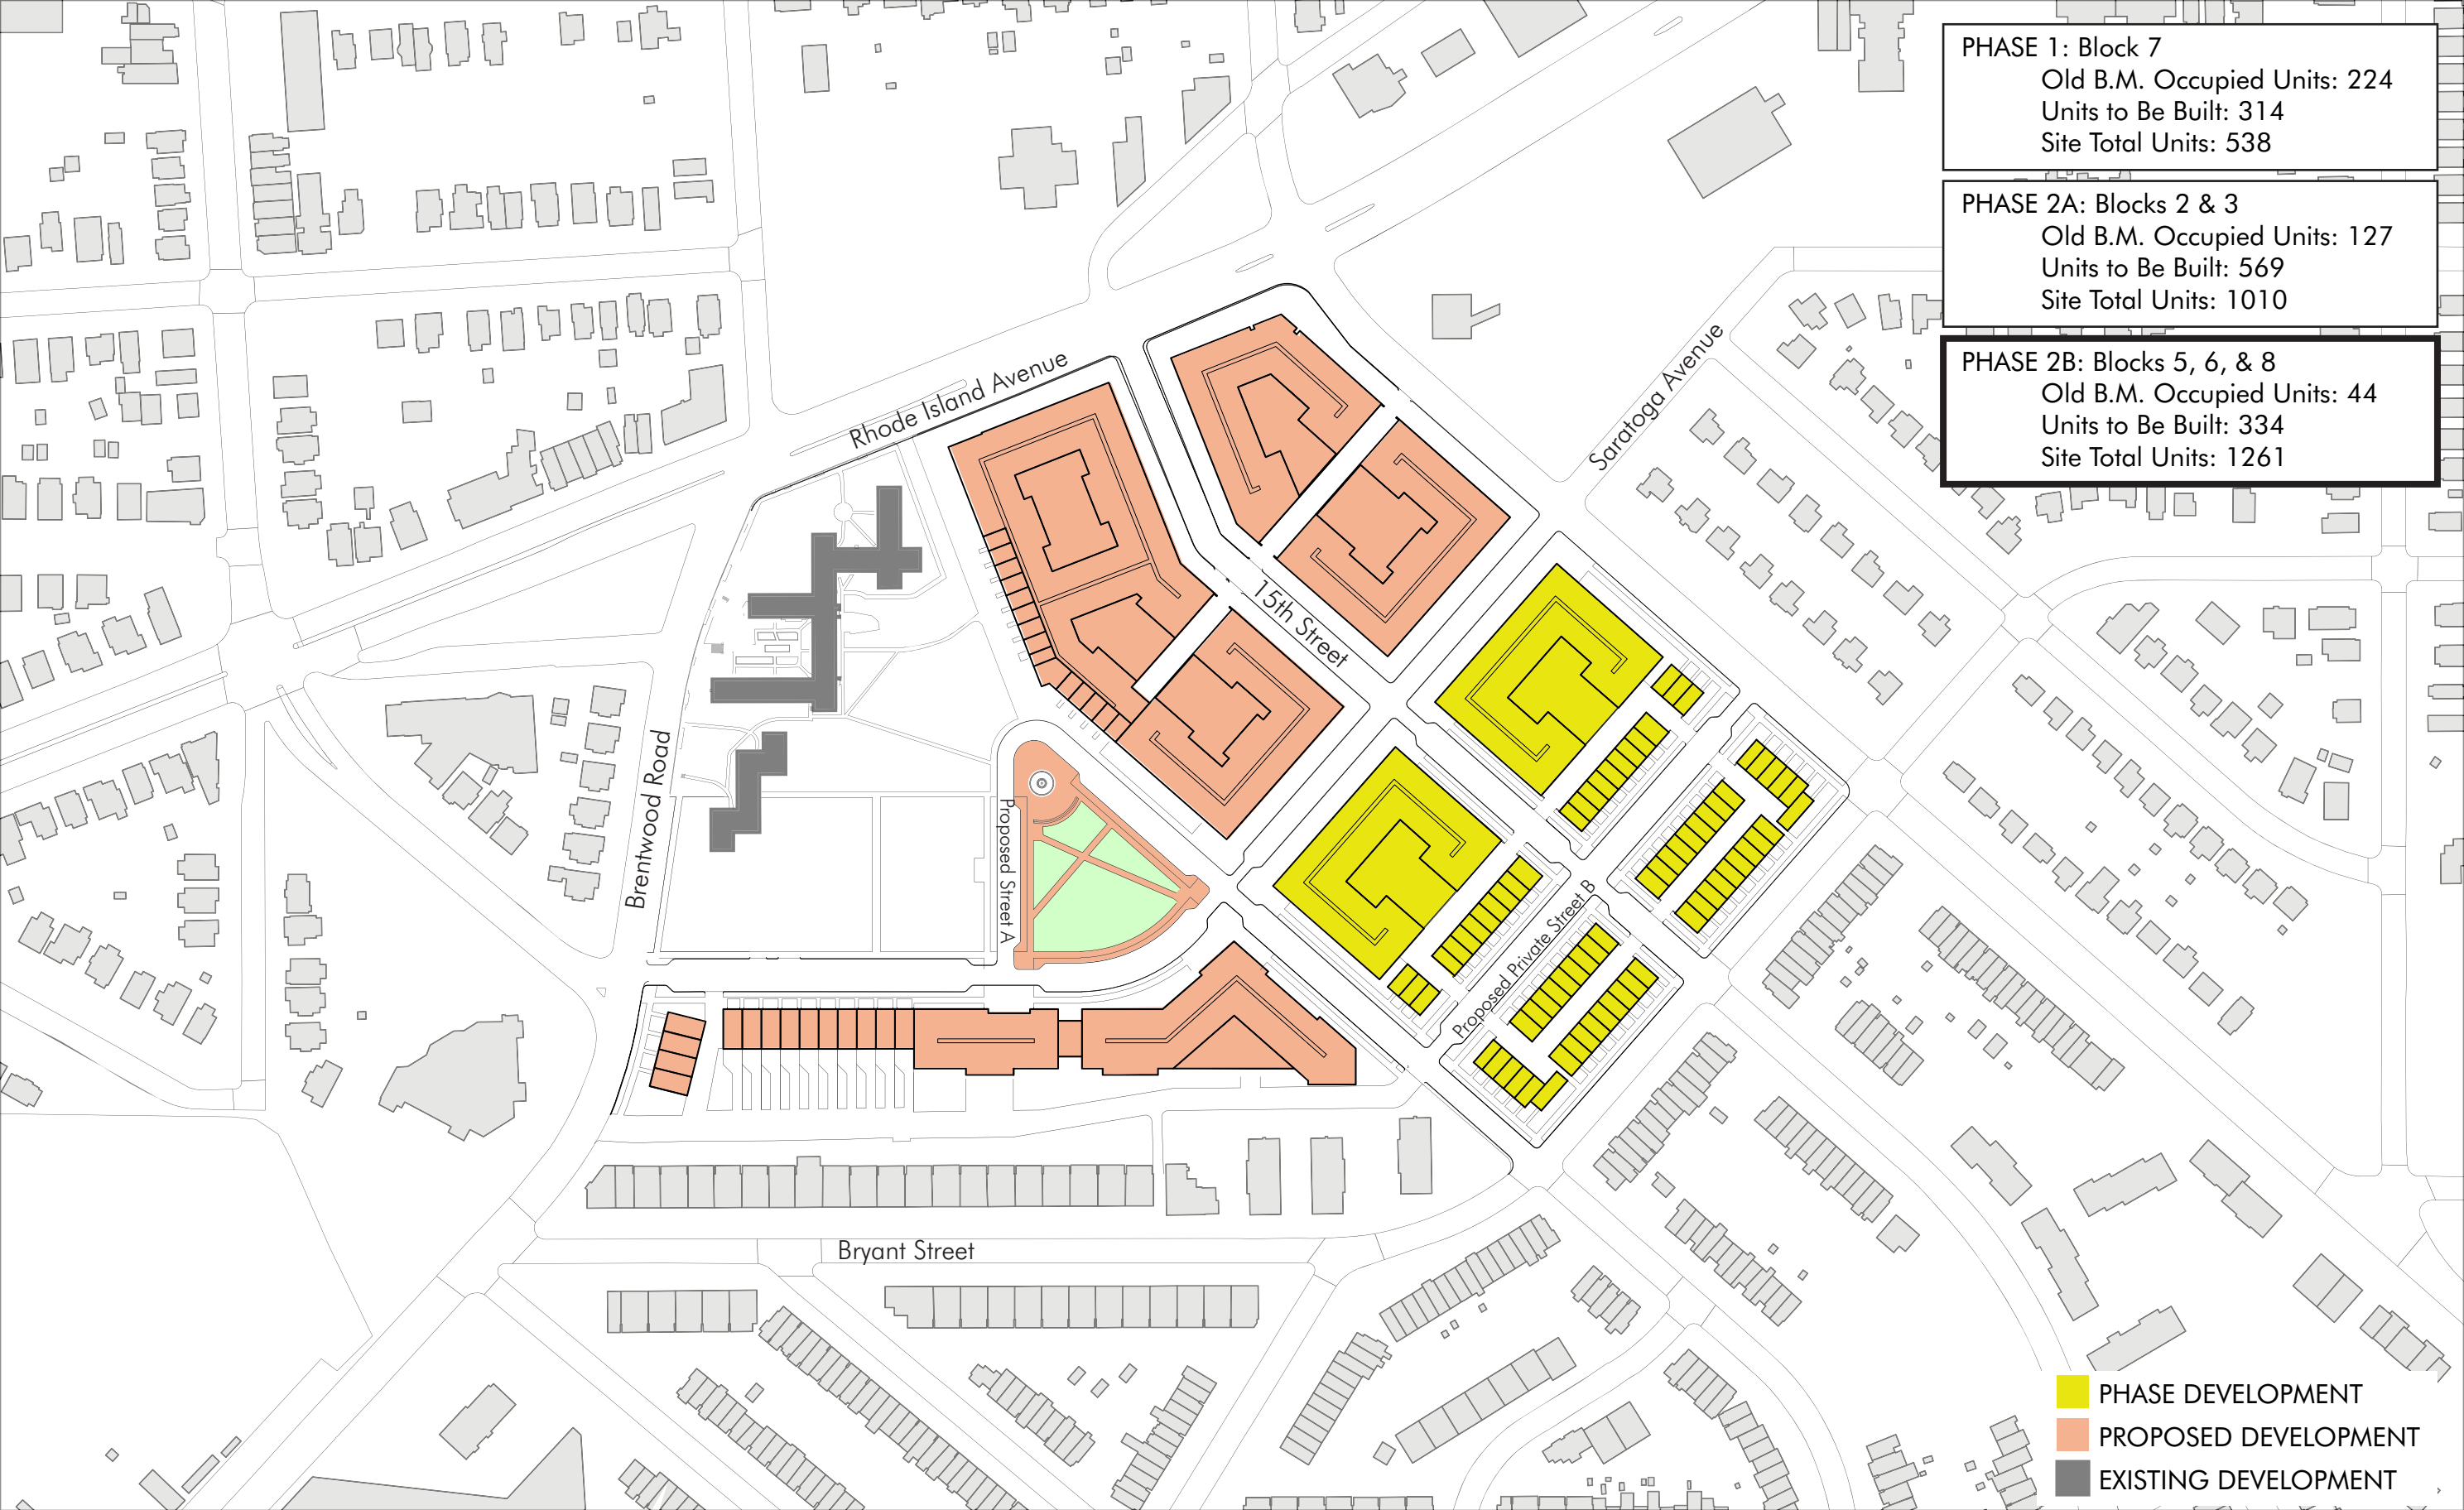 PHASE 1: Block 7
Old B.M. Occupied Units: 224
Units to Be Built: 314
Site Total Units: 538
PHASE 2A: Blocks 2 & 3
Old B.M. Occupied Units: 127
Units to Be Built: 569
Site Total Units: 1010
PHASE 2B: Blocks 5, 6, & 8
Old B.M. Occupied Units: 44
Units to Be Built: 334
Site Total Units: 1261
Rhode Island Avenue
Saratoga Avenue
15th Street
Brentwood Road
Proposed Street A
Proposed Private Street B
Bryant Street
PHASE DEVELOPMENT
PROPOSED DEVELOPMENT
EXISTING DEVELOPMENT